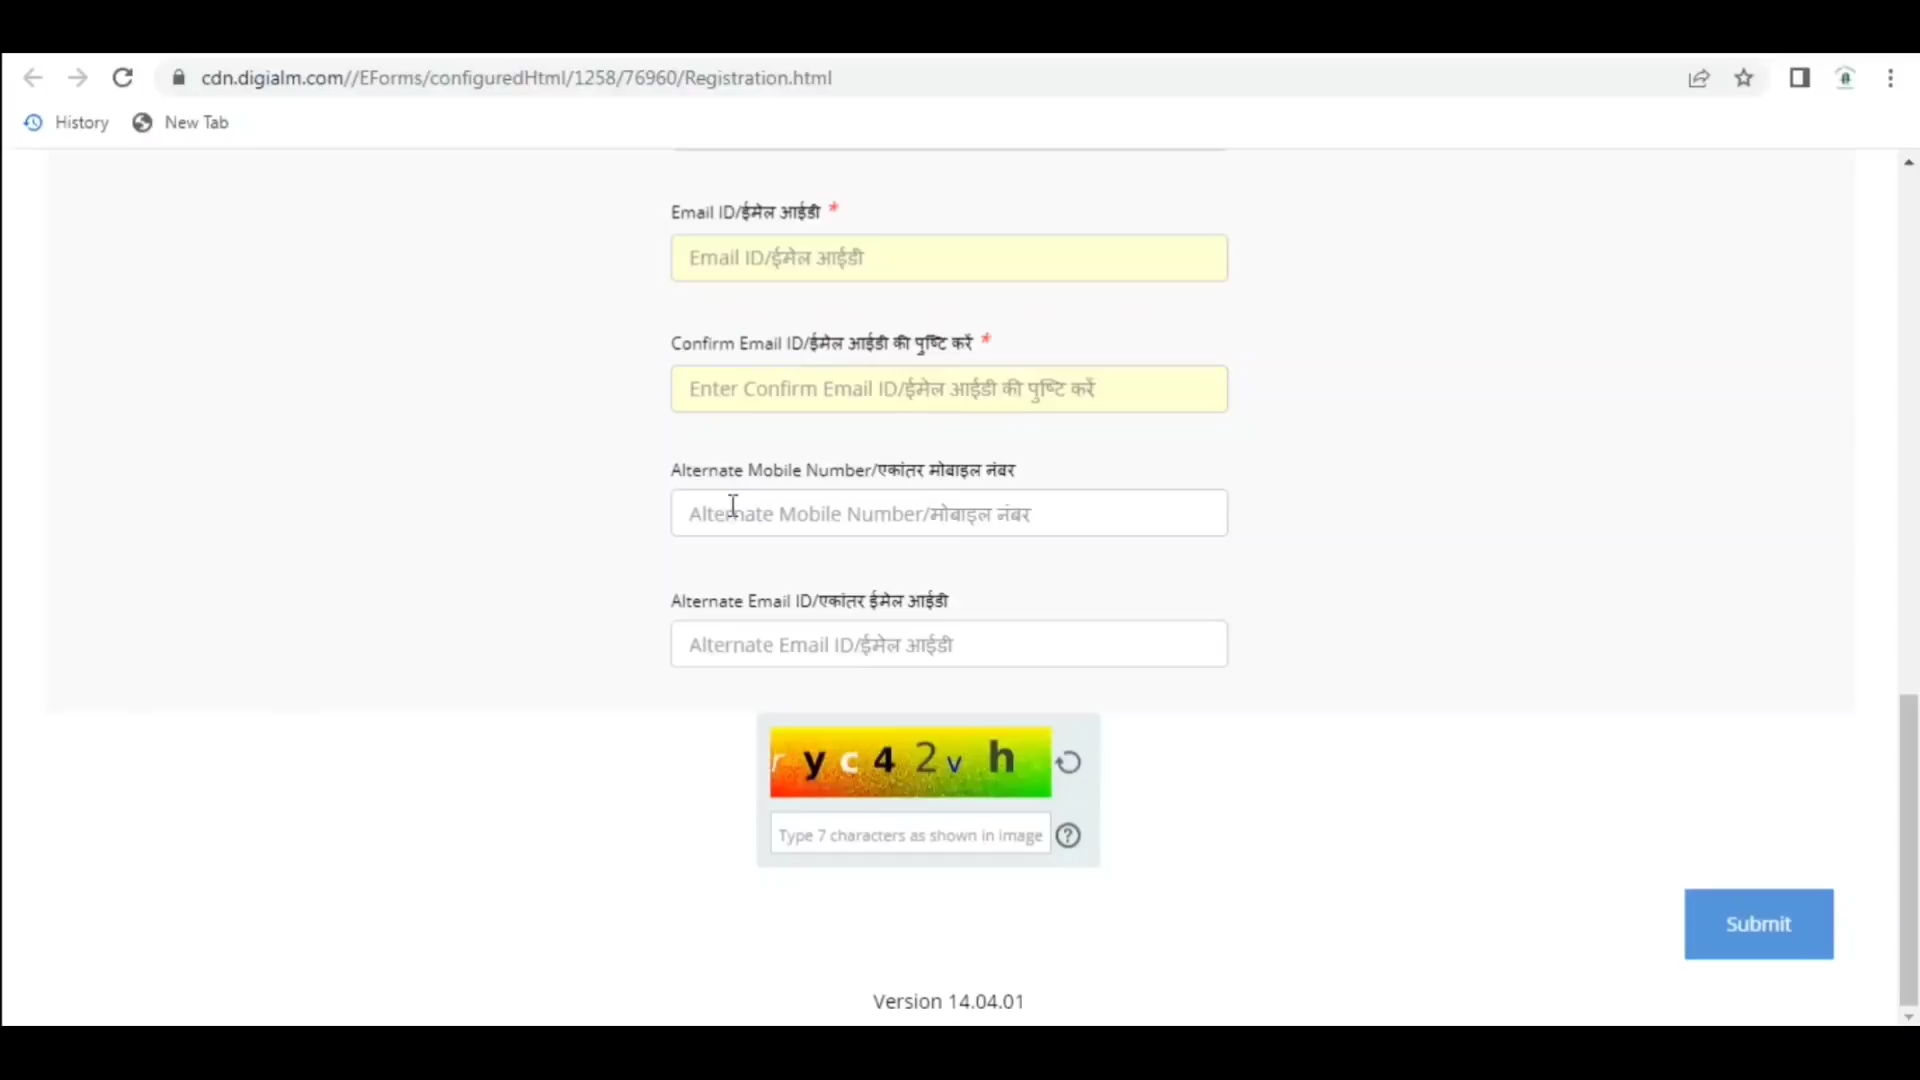 cdn.digialm.com//EForms/configuredHtml/1258/76960/Registration.html
History New Tab
Email ID/ईमेल आईडी *
Email ID/ईमेल आईडी
Confirm Email ID/ईमेल आईडी की पुष्टि करें *
Enter Confirm Email ID/ईमेल आईडी की पुष्टि करें
Alternate Mobile Number/एकांतर मोबाइल नंबर
Alternate Mobile Number/मोबाइल नंबर
Alternate Email ID/एकांतर ईमेल आईडी
Alternate Email ID/ईमेल आईडी
r y c 4 2 v h
Type 7 characters as shown in image
Submit
Version 14.04.01